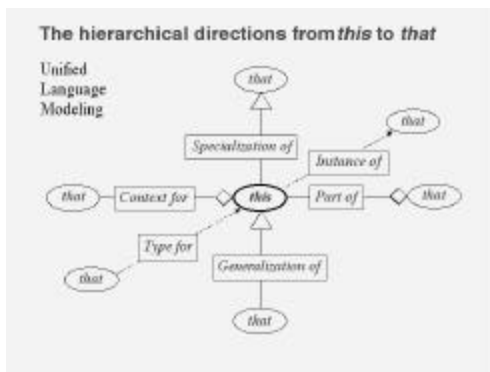 The hierarchical directions from this to that
Unified
Language
Modeling
that
that
Specialization of
Instance of
that
Context for
this
Part of
that
Type for
that
Generalization of
that